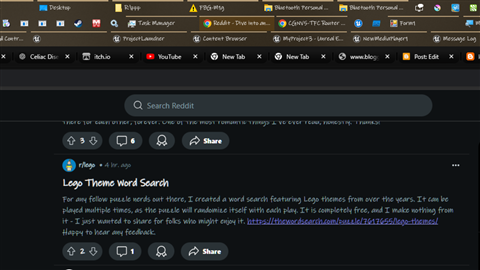 Desktop
Ripp
FBG-Mtg
Bluetooth Personal ...
Bluetooth Personal ...
Task Manager
Reddit - Dive into an...
CGNVS-TPC Router ...
Form1
d Contr...
ProjectLauncher
Content Browser
MyProject3 - Unreal E...
NewMediaPlayer1
Message Log
Celiac Dise
itch.io
YouTube
New Tab
New Tab
www.blogg
Post: Edit
B
Search Reddit
there for each other, forever. One of the most romantic things I've ever read, honestly. Thanks!
3
6
Share
r/lego • 4 hr. ago
Lego Theme Word Search
For any fellow puzzle nerds out there, I created a word search featuring Lego themes from over the years. It can be
played multiple times, as the puzzle will randomize itself with each play. It is completely free, and I make nothing from
it - I just wanted to share for folks who might enjoy it. https://thewordsearch.com/puzzle/7617655/lego-themes/
Happy to hear any feedback.
2
1
Share